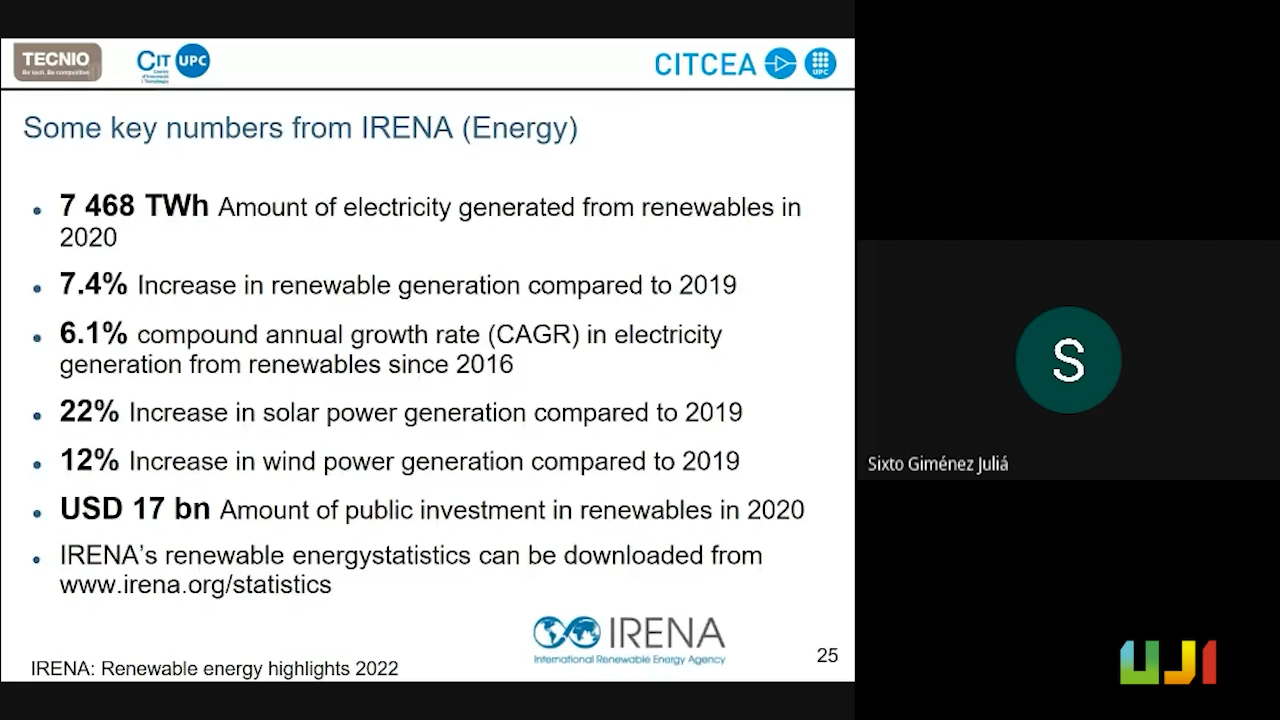 TECNIO
Be tech. Be competitive
CIT UPC
Centre
d'Innovació
i Tecnologia
CITCEA UPC
Some key numbers from IRENA (Energy)
• 7 468 TWh Amount of electricity generated from renewables in
2020
• 7.4% Increase in renewable generation compared to 2019
• 6.1% compound annual growth rate (CAGR) in electricity
generation from renewables since 2016
• 22% Increase in solar power generation compared to 2019
• 12% Increase in wind power generation compared to 2019
• USD 17 bn Amount of public investment in renewables in 2020
• IRENA's renewable energystatistics can be downloaded from
www.irena.org/statistics
IRENA
International Renewable Energy Agency
IRENA: Renewable energy highlights 2022
25
S
Sixto Giménez Juliá
UJI